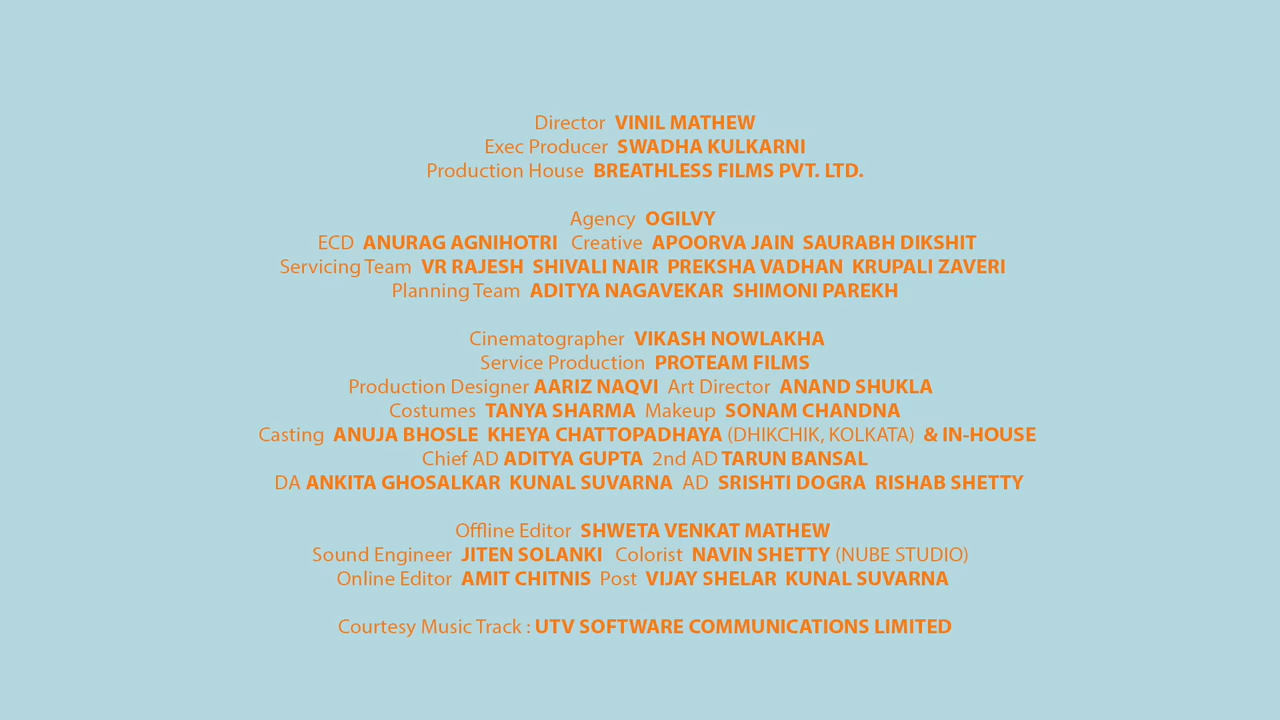 Director VINIL MATHEW
Exec Producer SWADHA KULKARNI
Production House BREATHLESS FILMS PVT. LTD.
Agency OGILVY
ECD ANURAG AGNIHOTRI Creative APOORVA JAIN SAURABH DIKSHIT
Servicing Team VR RAJESH SHIVALI NAIR PREKSHA VADHAN KRUPALI ZAVERI
Planning Team ADITYA NAGAVEKAR SHIMONI PAREKH
Cinematographer VIKASH NOWLAKHA
Service Production PROTEAM FILMS
Production Designer AARIZ NAQVI Art Director ANAND SHUKLA
Costumes TANYA SHARMA Makeup SONAM CHANDNA
Casting ANUJA BHOSLE KHEYA CHATTOPADHAYA (DHIKCHIK, KOLKATA) & IN-HOUSE
Chief AD ADITYA GUPTA 2nd AD TARUN BANSAL
DA ANKITA GHOSALKAR KUNAL SUVARNA AD SRISHTI DOGRA RISHAB SHETTY
Offline Editor SHWETA VENKAT MATHEW
Sound Engineer JITEN SOLANKI Colorist NAVIN SHETTY (NUBE STUDIO)
Online Editor AMIT CHITNIS Post VIJAY SHELAR KUNAL SUVARNA
Courtesy Music Track : UTV SOFTWARE COMMUNICATIONS LIMITED